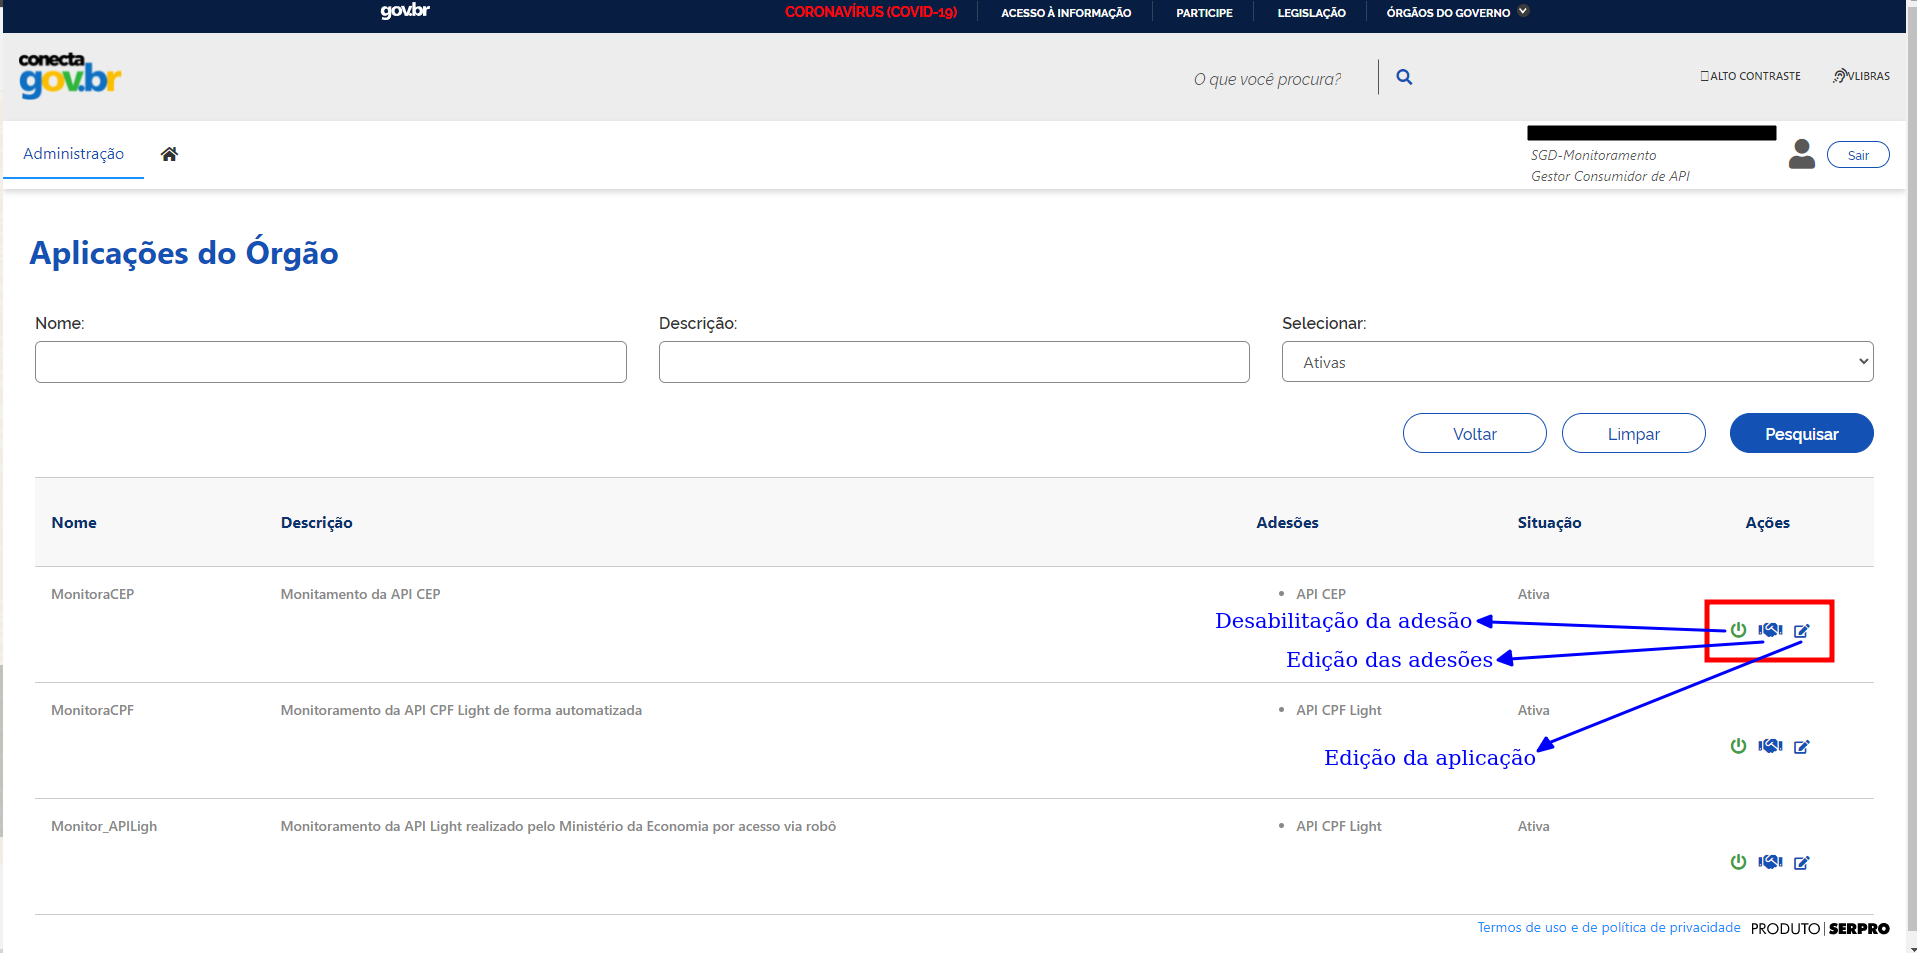 gov.br
CORONAVÍRUS (COVID-19)
ACESSO À INFORMAÇÃO
PARTICIPE
LEGISLAÇÃO
ÓRGÃOS DO GOVERNO
conecta
gov.br
O que você procura?
ALTO CONTRASTE
VLIBRAS
Administração
SGD-Monitoramento
Gestor Consumidor de API
Sair
Aplicações do Órgão
Nome:
Descrição:
Selecionar:
Ativas
Voltar
Limpar
Pesquisar
Nome
Descrição
Adesões
Situação
Ações
MonitoraCEP
Monitamento da API CEP
• API CEP
Ativa
Desabilitação da adesão
Edição das adesões
MonitoraCPF
Monitoramento da API CPF Light de forma automatizada
• API CPF Light
Ativa
Edição da aplicação
Monitor_APILigh
Monitoramento da API Light realizado pelo Ministério da Economia por acesso via robô
• API CPF Light
Ativa
Termos de uso e de política de privacidade
PRODUTO | SERPRO